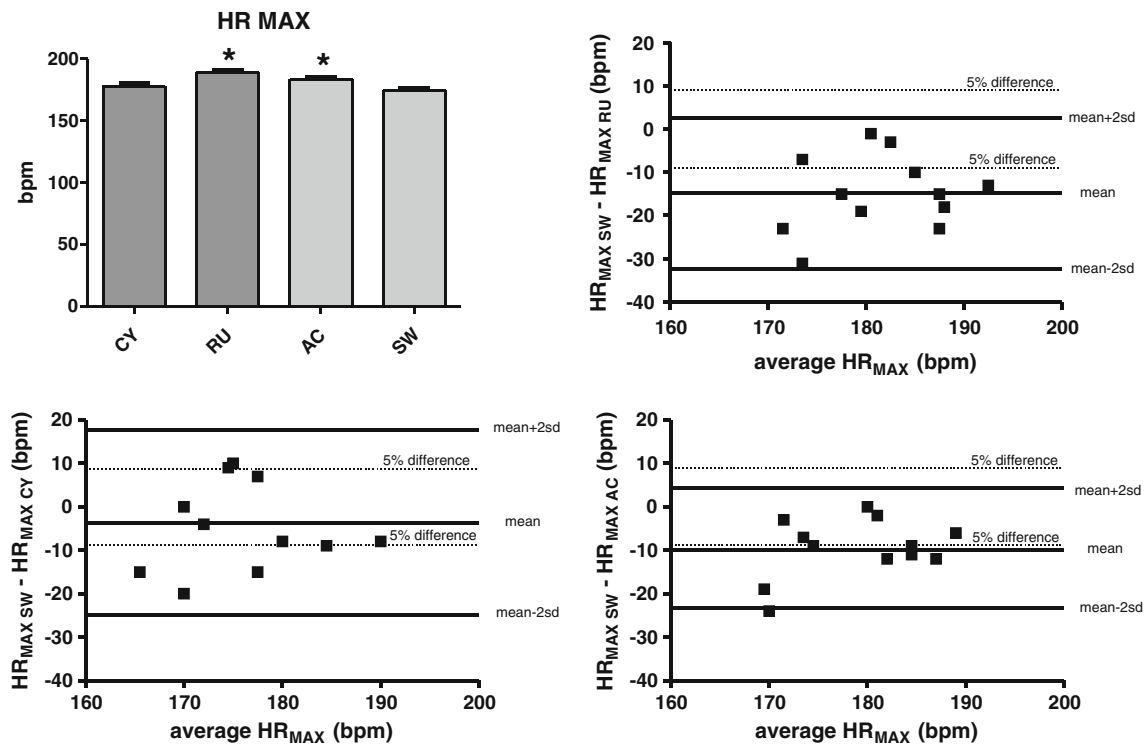 HR MAX
200
150
100
50
0
bpm
*
*
CY
RU
AC
SW
20
10
0
-10
-20
-30
-40
HRMAX SW - HRMAX RU (bpm)
5% difference
mean+2sd
5% difference
mean
mean-2sd
160
170
180
190
200
average HRMAX (bpm)
20
10
0
-10
-20
-30
-40
HRMAX SW - HRMAX CY (bpm)
mean+2sd
5% difference
mean
5% difference
mean-2sd
160
170
180
190
200
average HRMAX (bpm)
20
10
0
-10
-20
-30
-40
HRMAX SW - HRMAX AC (bpm)
5% difference
mean+2sd
5% difference
mean
mean-2sd
160
170
180
190
200
average HRMAX (bpm)